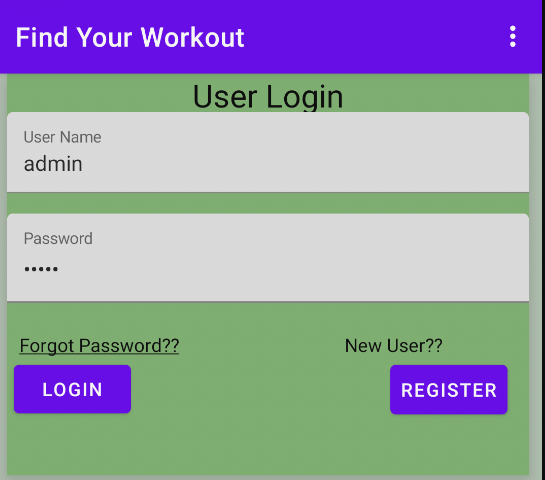 Find Your Workout
User Login
User Name
admin
Password
•••••
Forgot Password??
New User??
LOGIN
REGISTER